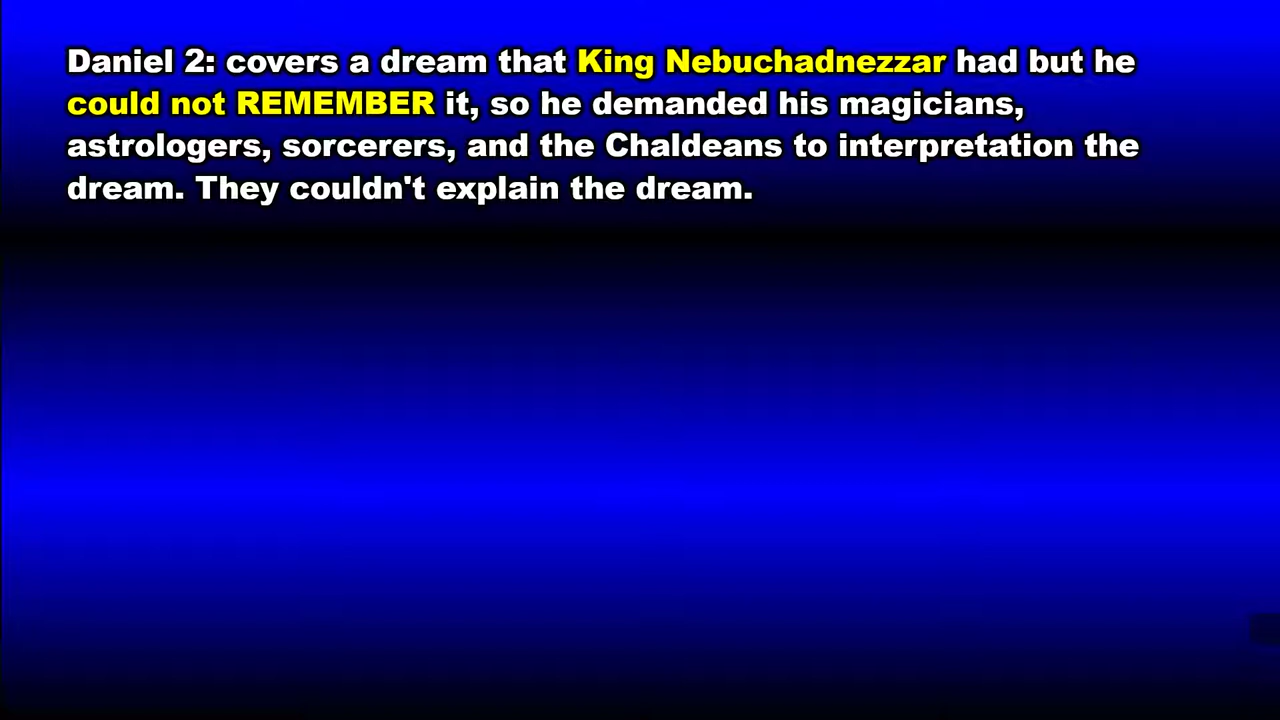 Daniel 2: covers a dream that King Nebuchadnezzar had but he
could not REMEMBER it, so he demanded his magicians,
astrologers, sorcerers, and the Chaldeans to interpretation the
dream. They couldn't explain the dream.